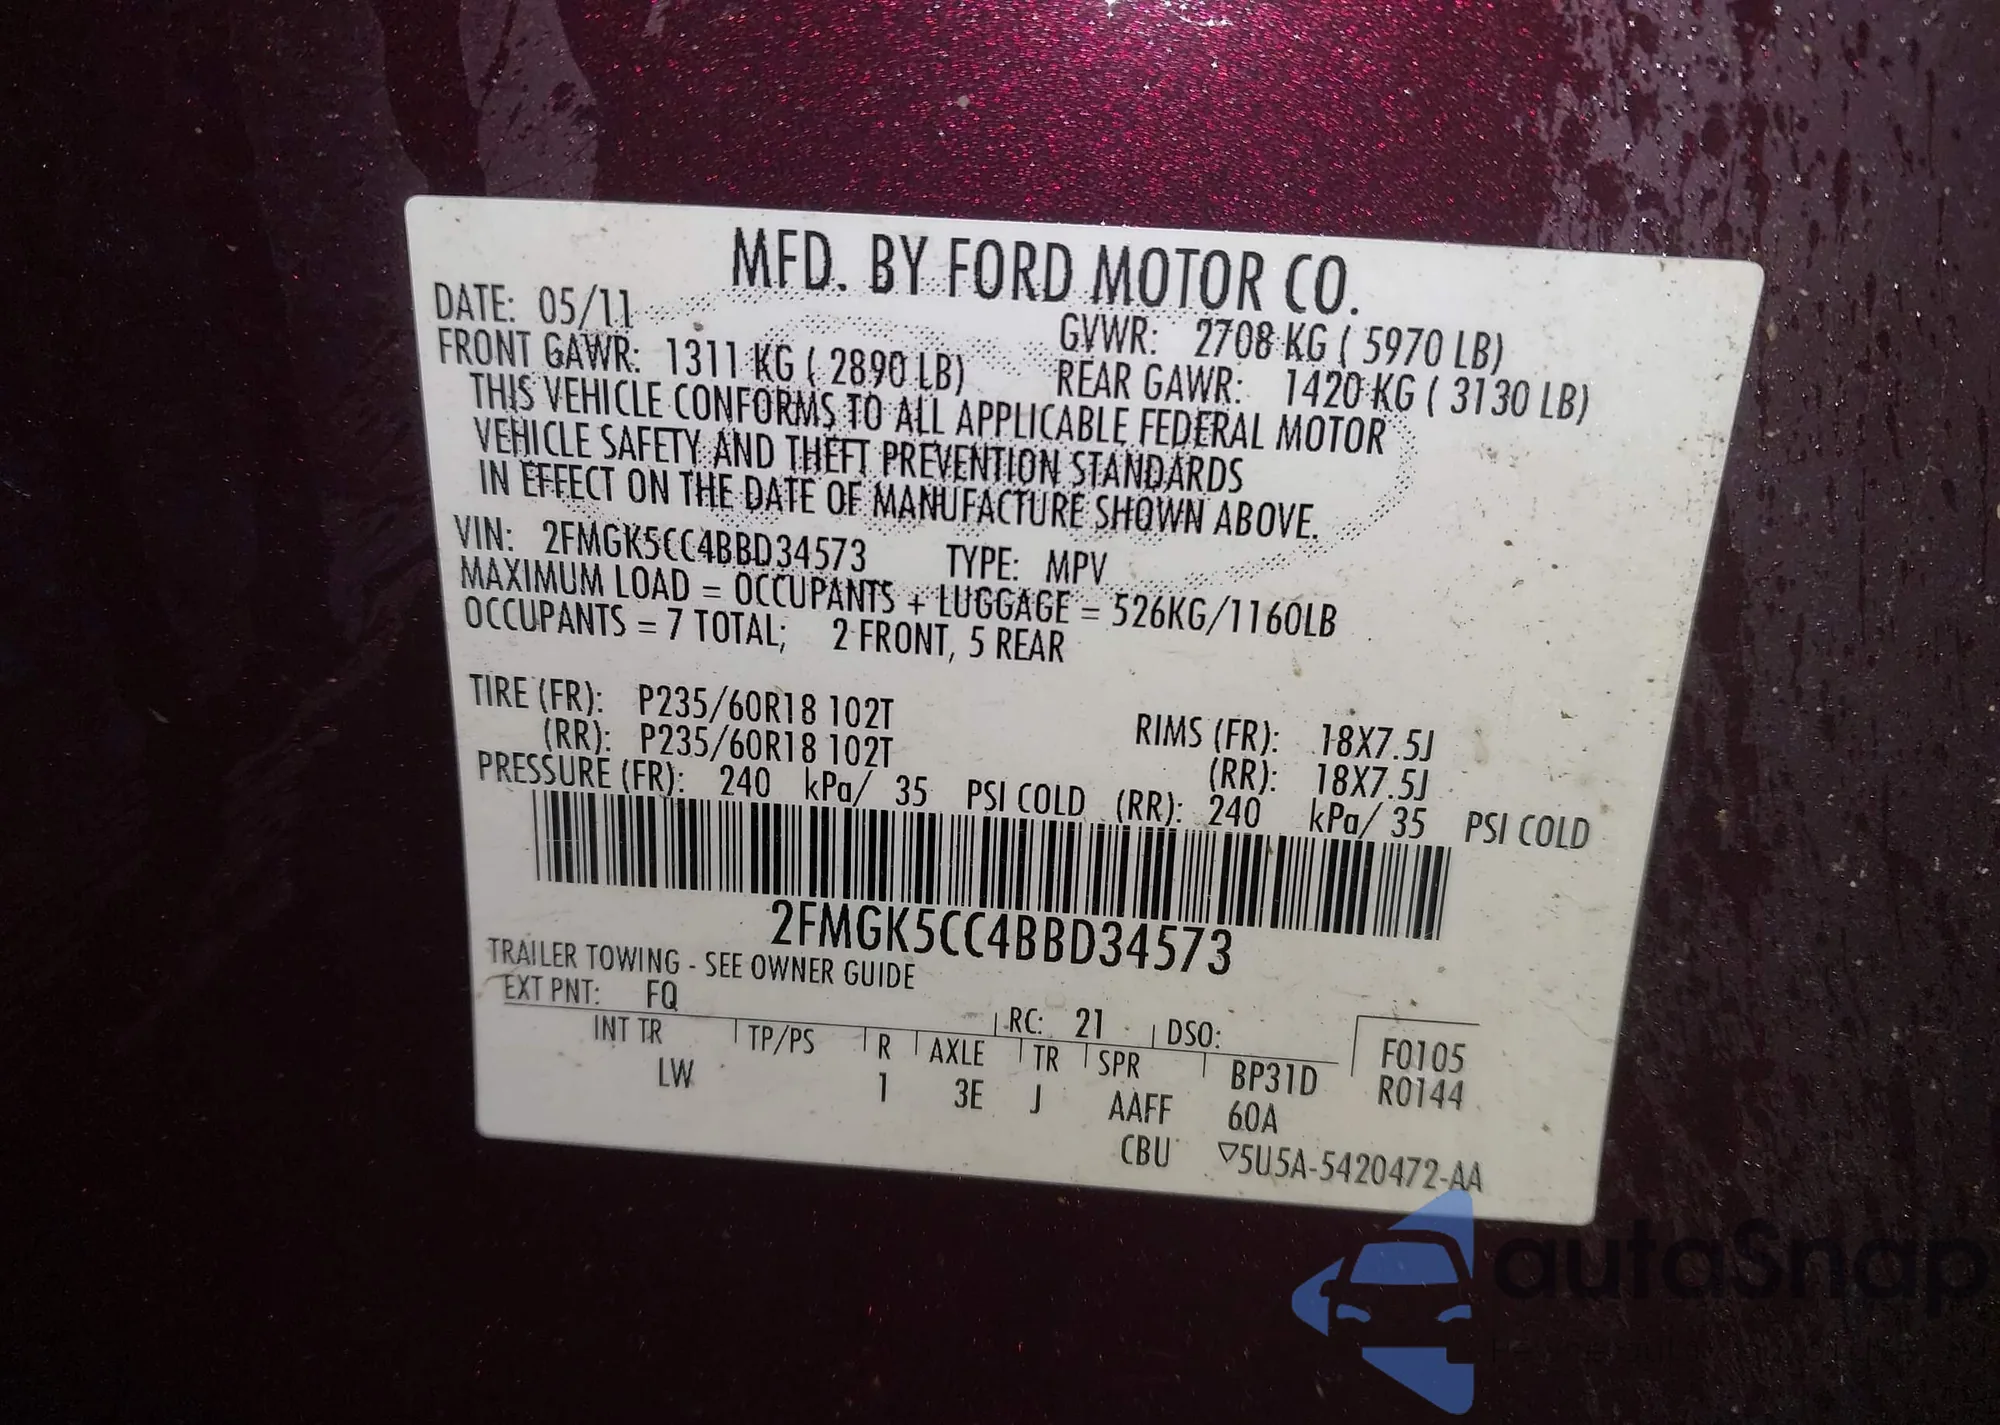 MFD. BY FORD MOTOR CO.
DATE: 05/11 GVWR: 2708 KG ( 5970 LB)
FRONT GAWR: 1311 KG ( 2890 LB) REAR GAWR: 1420 KG ( 3130 LB)
THIS VEHICLE CONFORMS TO ALL APPLICABLE FEDERAL MOTOR
VEHICLE SAFETY AND THEFT PREVENTION STANDARDS
IN EFFECT ON THE DATE OF MANUFACTURE SHOWN ABOVE.
VIN: 2FMGK5CC4BBD34573 TYPE: MPV
MAXIMUM LOAD = OCCUPANTS + LUGGAGE = 526KG/1160LB
OCCUPANTS = 7 TOTAL; 2 FRONT, 5 REAR
TIRE (FR): P235/60R18 102T RIMS (FR): 18X7.5J
(RR): P235/60R18 102T (RR): 18X7.5J
PRESSURE (FR): 240 kPa/ 35 PSI COLD (RR): 240 kPa/ 35 PSI COLD
2FMGK5CC4BBD34573
TRAILER TOWING - SEE OWNER GUIDE
EXT PNT: FQ RC: 21 DSO: F0105
INT TR TP/PS R AXLE TR SPR BP31D R0144
LW 1 3E J AAFF 60A
CBU ▽5U5A-5420472-AA
autaSnap